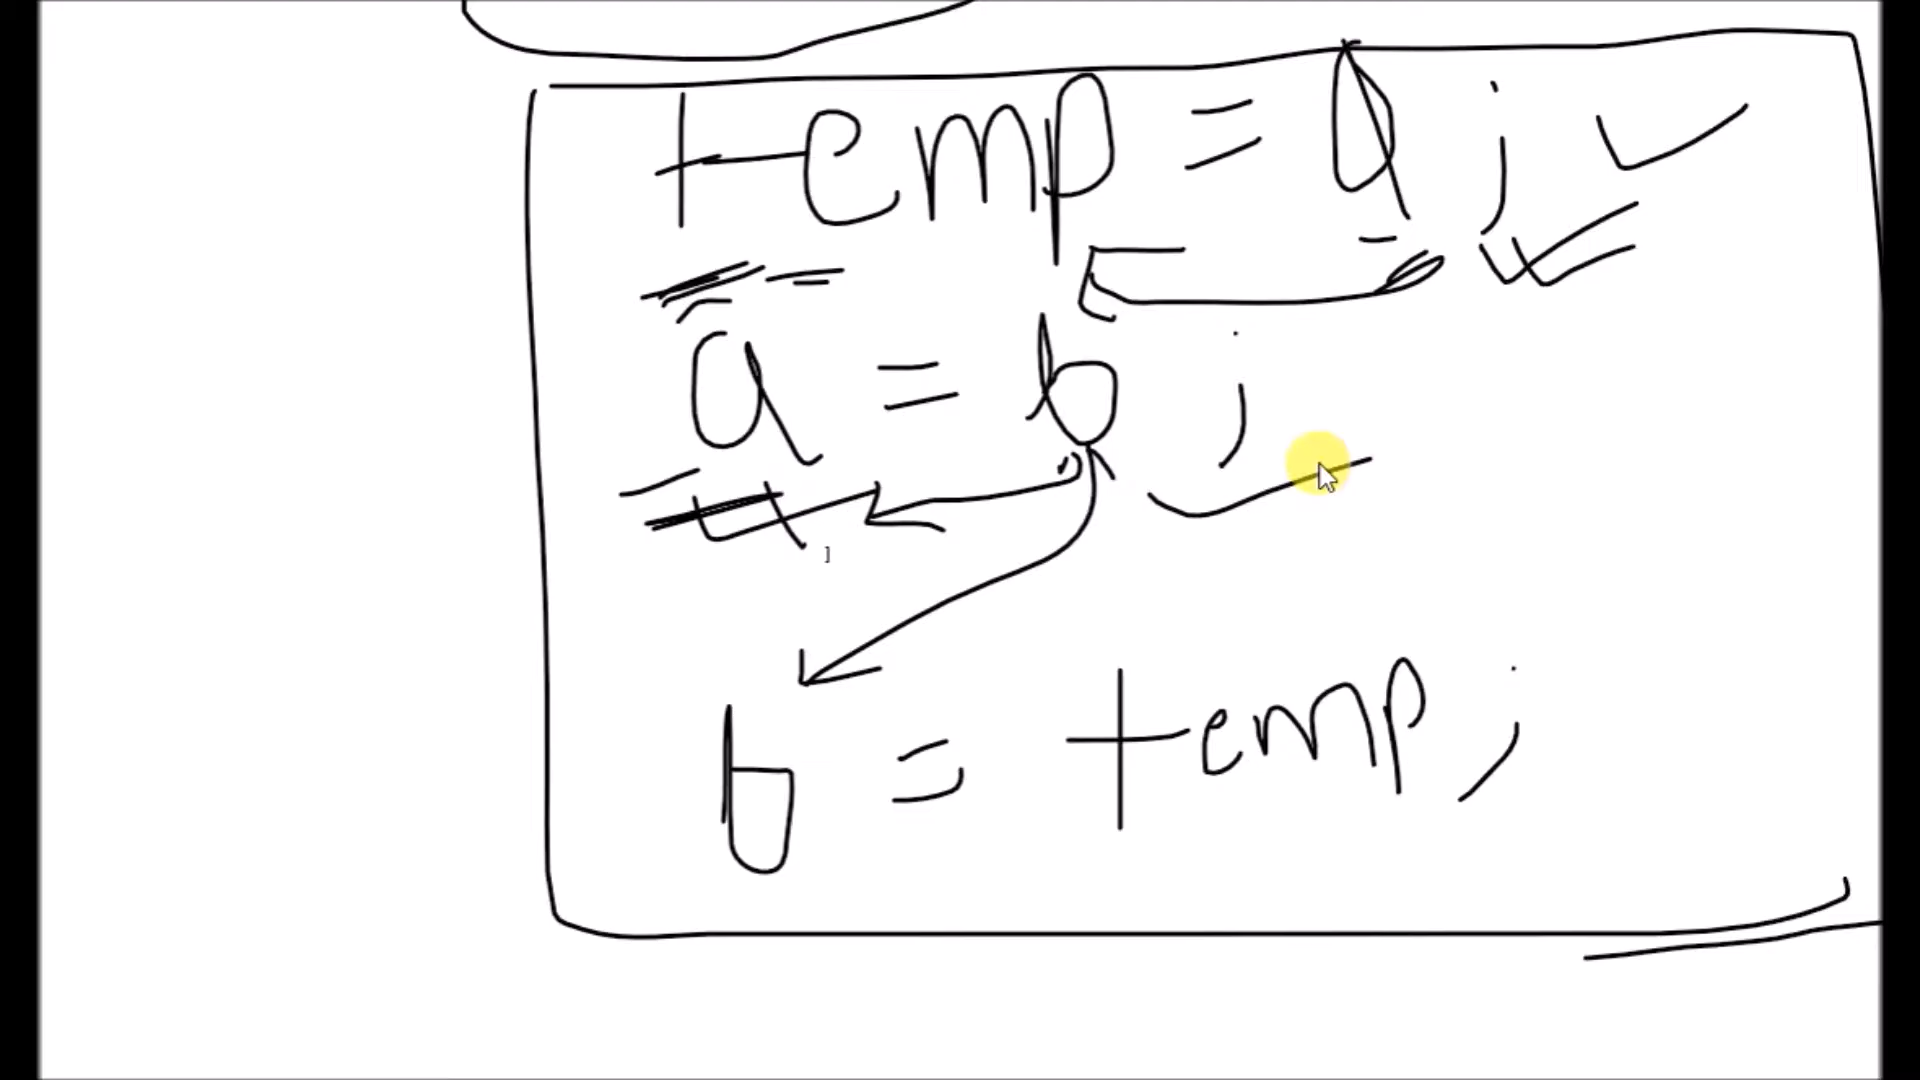 temp = a ;
a = b ;
b = temp ;